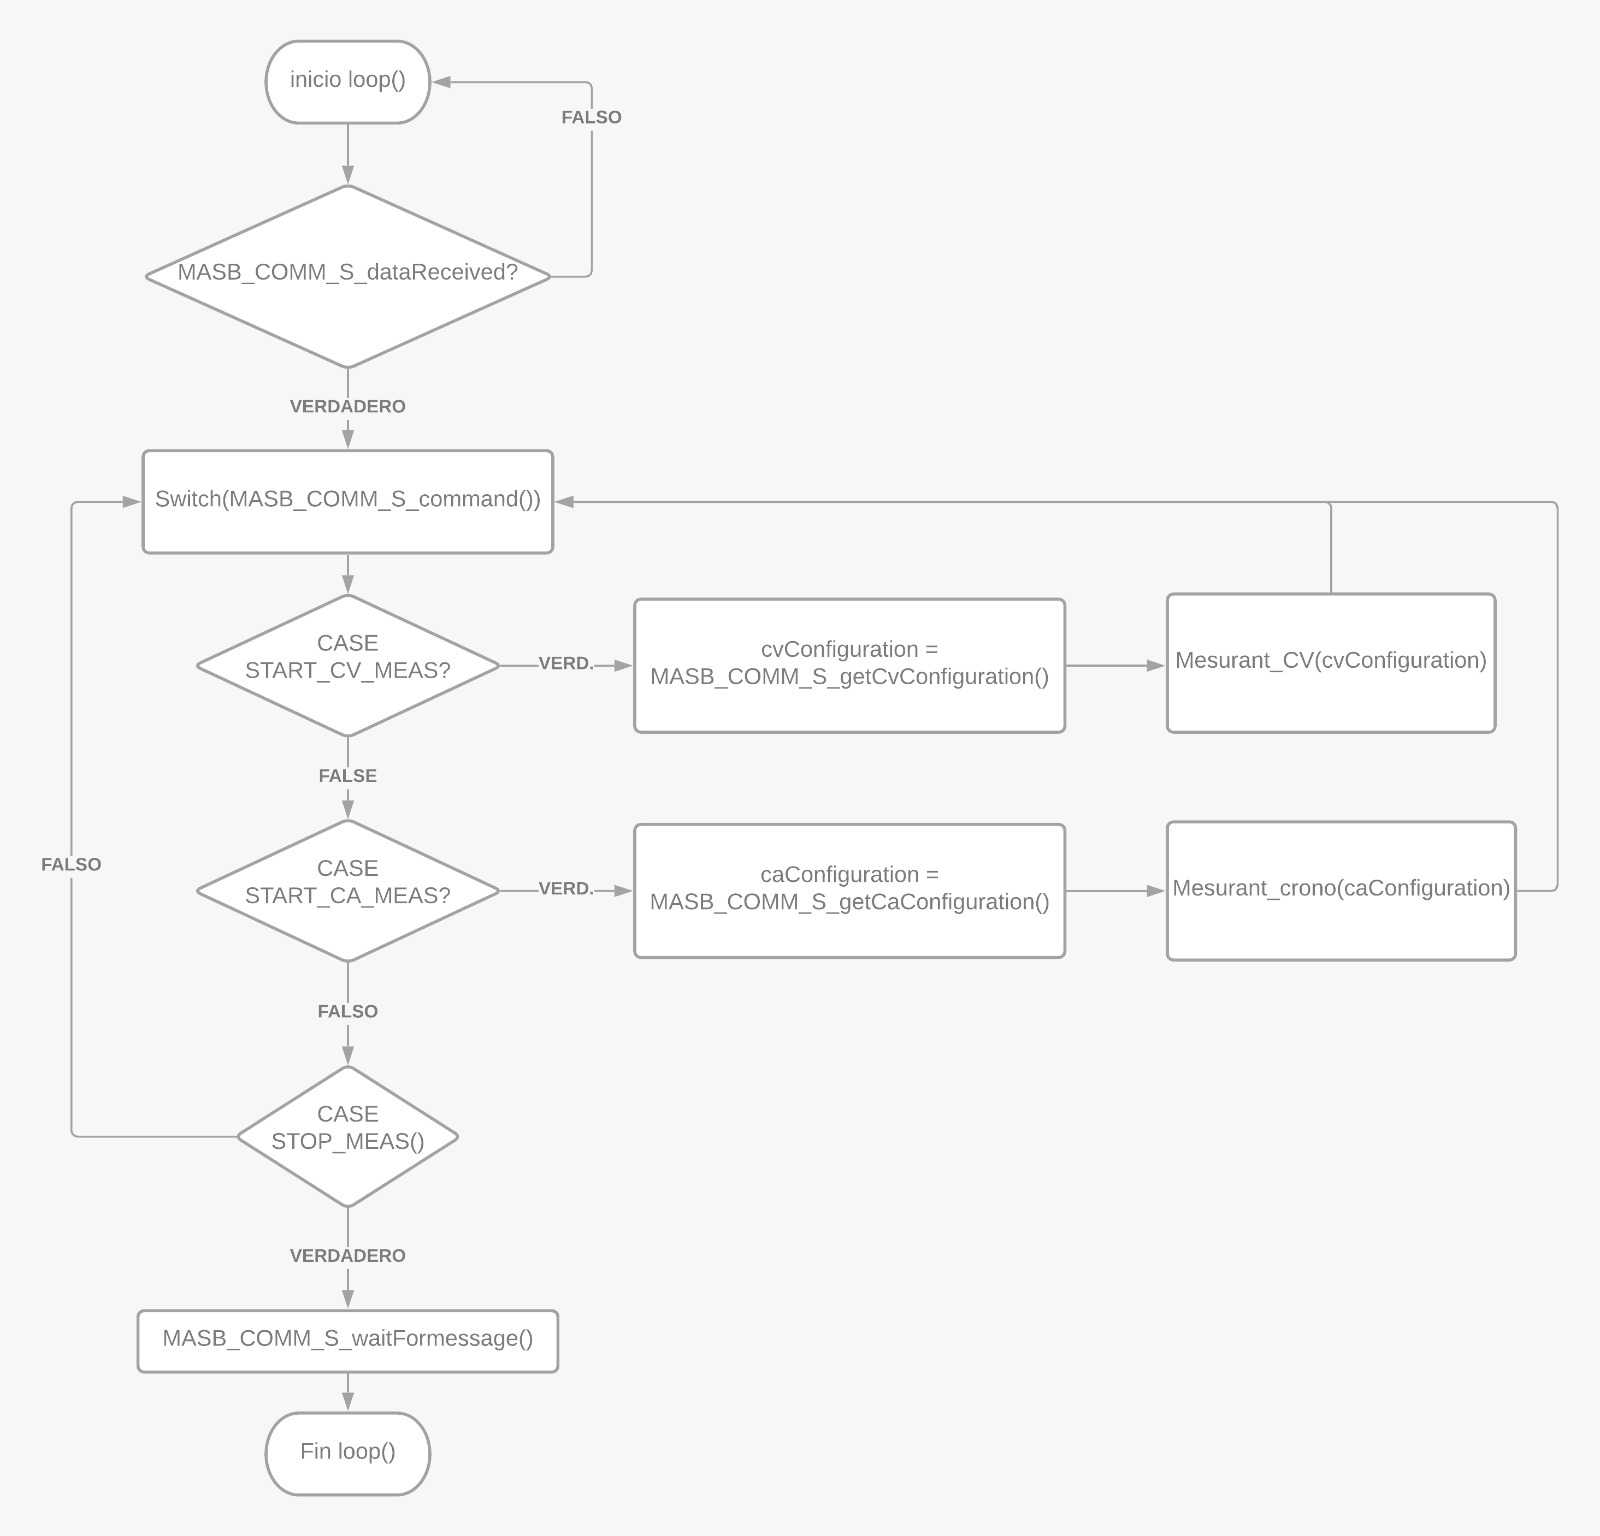 inicio loop()
FALSO
MASB_COMM_S_dataReceived?
VERDADERO
Switch(MASB_COMM_S_command())
CASE
START_CV_MEAS?
VERD.
cvConfiguration =
MASB_COMM_S_getCvConfiguration()
Mesurant_CV(cvConfiguration)
FALSE
FALSO
CASE
START_CA_MEAS?
VERD.
caConfiguration =
MASB_COMM_S_getCaConfiguration()
Mesurant_crono(caConfiguration)
FALSO
CASE
STOP_MEAS()
VERDADERO
MASB_COMM_S_waitFormessage()
Fin loop()